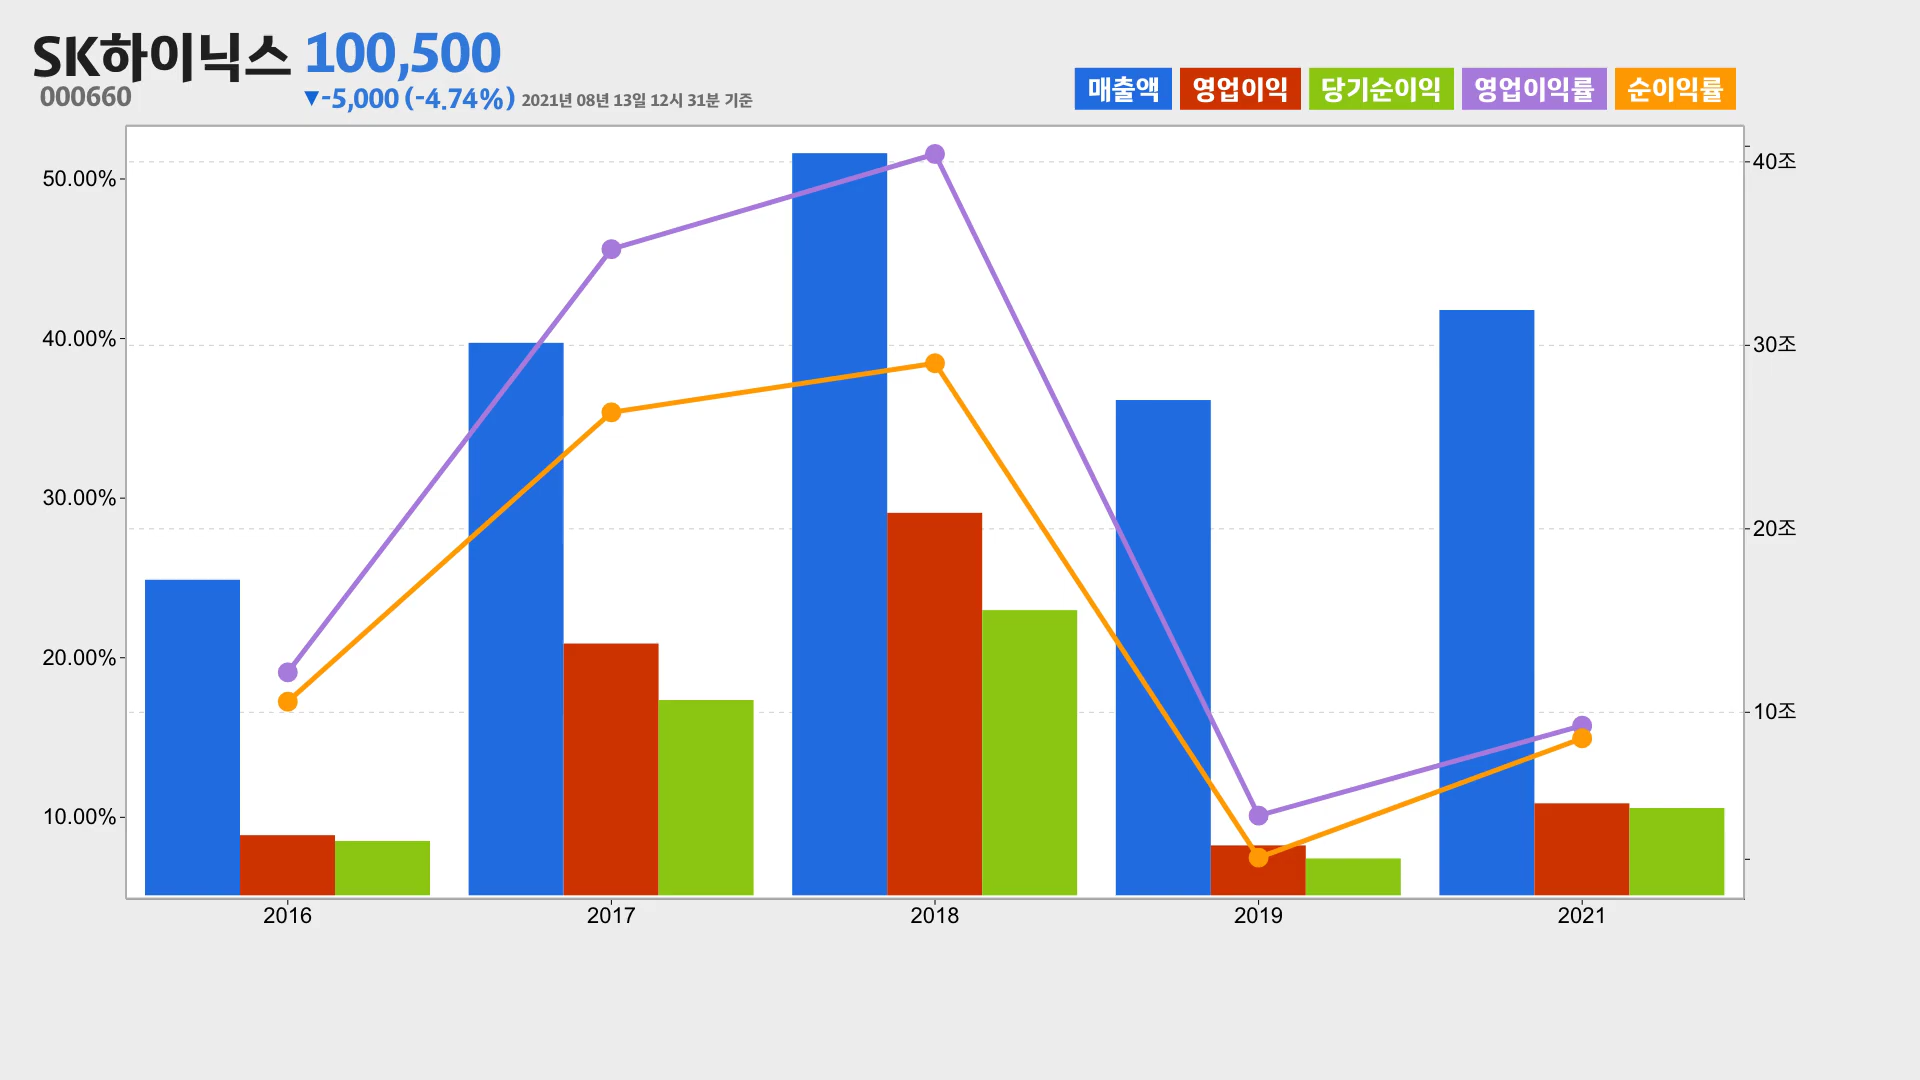 SK하이닉스 100,500
000660 ▼-5,000 (-4.74%) 2021년 08년 13일 12시 31분 기준
매출액 영업이익 당기순이익 영업이익률 순이익률
50.00%
40.00%
30.00%
20.00%
10.00%
40조
30조
20조
10조
2016 2017 2018 2019 2021